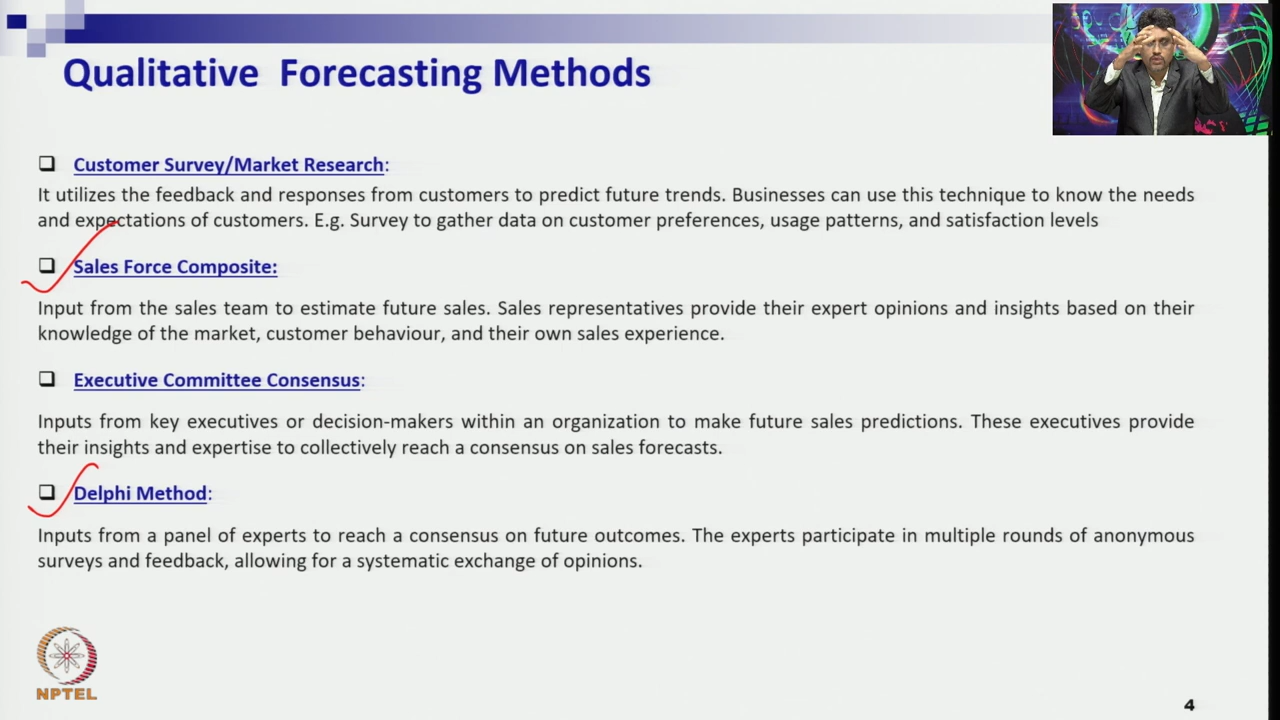 Qualitative Forecasting Methods
Customer Survey/Market Research:
It utilizes the feedback and responses from customers to predict future trends. Businesses can use this technique to know the needs
and expectations of customers. E.g. Survey to gather data on customer preferences, usage patterns, and satisfaction levels
Sales Force Composite:
Input from the sales team to estimate future sales. Sales representatives provide their expert opinions and insights based on their
knowledge of the market, customer behaviour, and their own sales experience.
Executive Committee Consensus:
Inputs from key executives or decision-makers within an organization to make future sales predictions. These executives provide
their insights and expertise to collectively reach a consensus on sales forecasts.
Delphi Method:
Inputs from a panel of experts to reach a consensus on future outcomes. The experts participate in multiple rounds of anonymous
surveys and feedback, allowing for a systematic exchange of opinions.
NPTEL
4